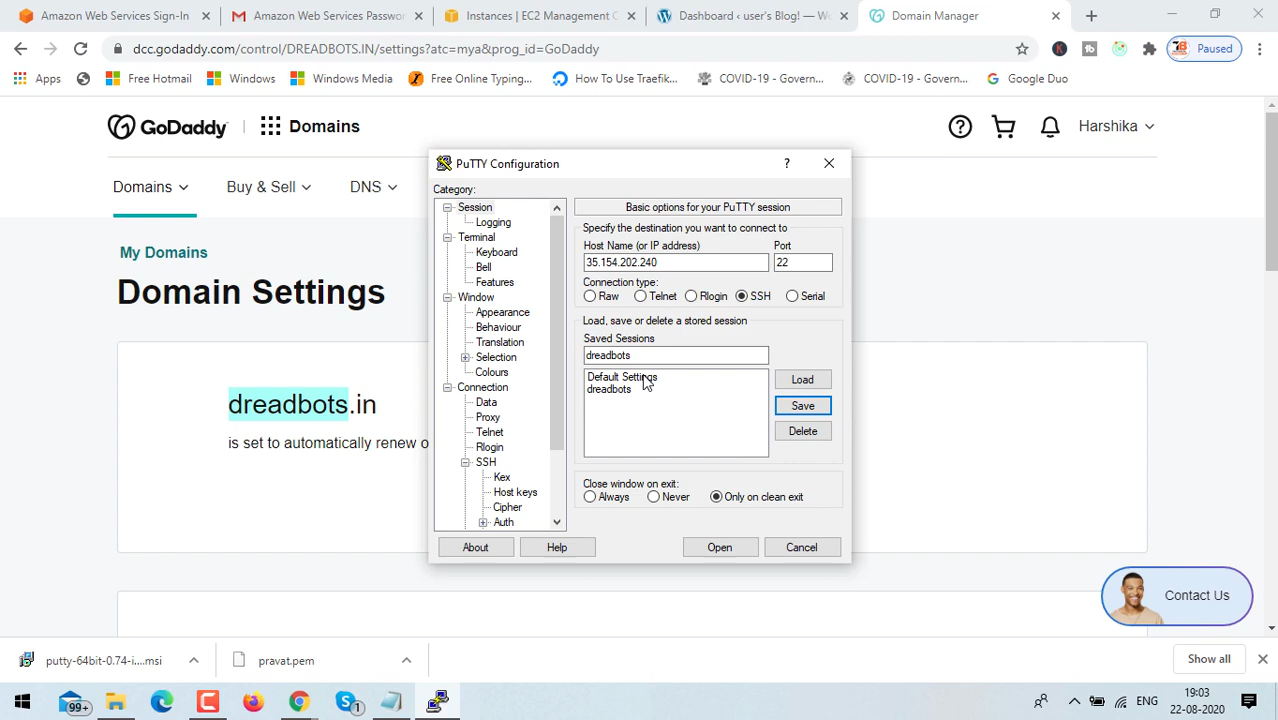 Amazon Web Services Sign-In
Amazon Web Services Passwo
Instances | EC2 Management C
Dashboard ‹ user's Blog! — Wo
Domain Manager
dcc.godaddy.com/control/DREADBOTS.IN/settings?atc=mya&prog_id=GoDaddy
Paused
Apps
Free Hotmail
Windows
Windows Media
Free Online Typing...
How To Use Traefik...
COVID-19 - Govern...
COVID-19 - Govern...
Google Duo
GoDaddy
Domains
Harshika
Domains
Buy & Sell
DNS
My Domains
Domain Settings
dreadbots.in
is set to automatically renew o
PuTTY Configuration
?
Category:
Session
Logging
Terminal
Keyboard
Bell
Features
Window
Appearance
Behaviour
Translation
Selection
Colours
Connection
Data
Proxy
Telnet
Rlogin
SSH
Kex
Host keys
Cipher
Auth
Basic options for your PuTTY session
Specify the destination you want to connect to
Host Name (or IP address) Port
35.154.202.240 22
Connection type:
Raw Telnet Rlogin SSH Serial
Load, save or delete a stored session
Saved Sessions
dreadbots
Default Settings
dreadbots
Load
Save
Delete
Close window on exit:
Always Never Only on clean exit
About Help Open Cancel
Contact Us
putty-64bit-0.74-i....msi
pravat.pem
Show all
99+
1
ENG
19:03
22-08-2020